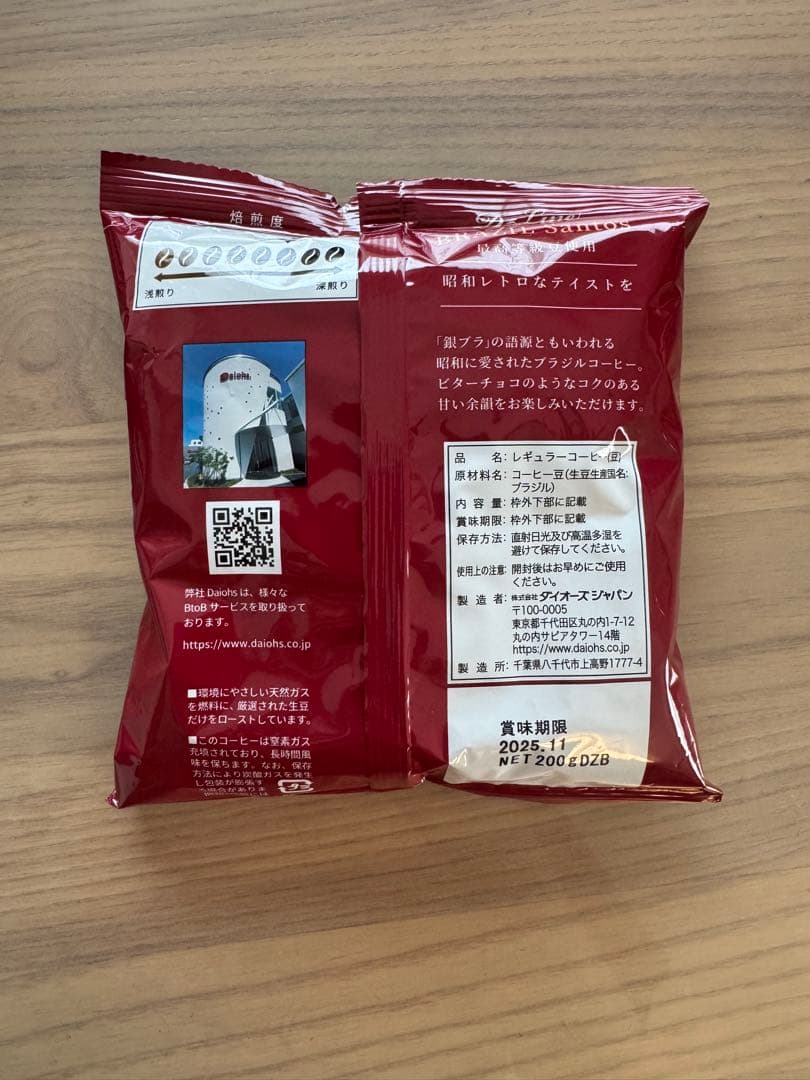 焙煎度
浅煎り 深煎り
Daiohs
弊社 Daiohs は、様々な
BtoB サービスを取り扱って
おります。
https://www.daiohs.co.jp
■環境にやさしい天然ガス
を燃料に、厳選された生豆
だけをローストしています。
■このコーヒーは窒素ガス
充填されており、長時間風
味を保ちます。なお、保存
方法により炭酸ガスを発生
し包装が膨張す
る場合がありま
BRAZIL Santos
最高等級豆使用
昭和レトロなテイストを
「銀ブラ」の語源ともいわれる
昭和に愛されたブラジルコーヒー。
ビターチョコのようなコクのある
甘い余韻をお楽しみいただけます。
品 名: レギュラーコーヒー(豆)
原材料名: コーヒー豆(生豆生産国名:
ブラジル)
内 容 量: 枠外下部に記載
賞味期限: 枠外下部に記載
保存方法: 直射日光及び高温多湿を
避けて保存してください。
使用上の注意: 開封後はお早めにご使用
ください。
製 造 者: 株式会社ダイオーズ ジャパン
〒100-0005
東京都千代田区丸の内1-7-12
丸の内サピアタワー14階
https://www.daiohs.co.jp
製 造 所: 千葉県八千代市上高野1777-4
賞味期限
2025.11
NET 200g DZB